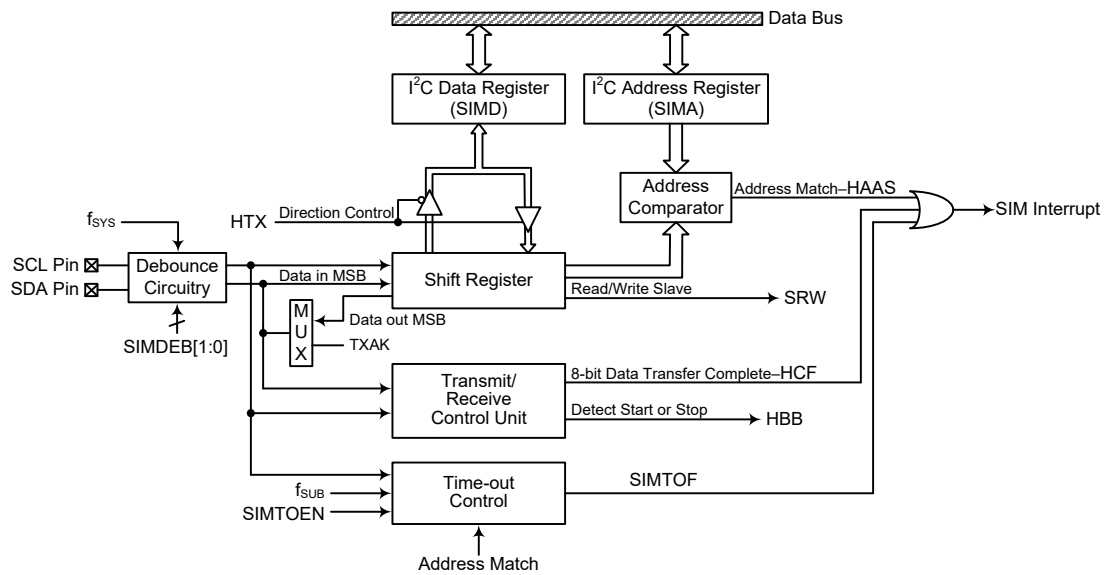 Data Bus
I²C Data Register
(SIMD)
I²C Address Register
(SIMA)
Address
Comparator
Address Match–HAAS
SIM Interrupt
HTX
Direction Control
fSYS
SCL Pin
SDA Pin
Debounce
Circuitry
SIMDEB[1:0]
Data in MSB
Shift Register
Read/Write Slave
SRW
M
U
X
Data out MSB
TXAK
Transmit/
Receive
Control Unit
8-bit Data Transfer Complete–HCF
Detect Start or Stop
HBB
Time-out
Control
fSUB
SIMTOEN
SIMTOF
Address Match